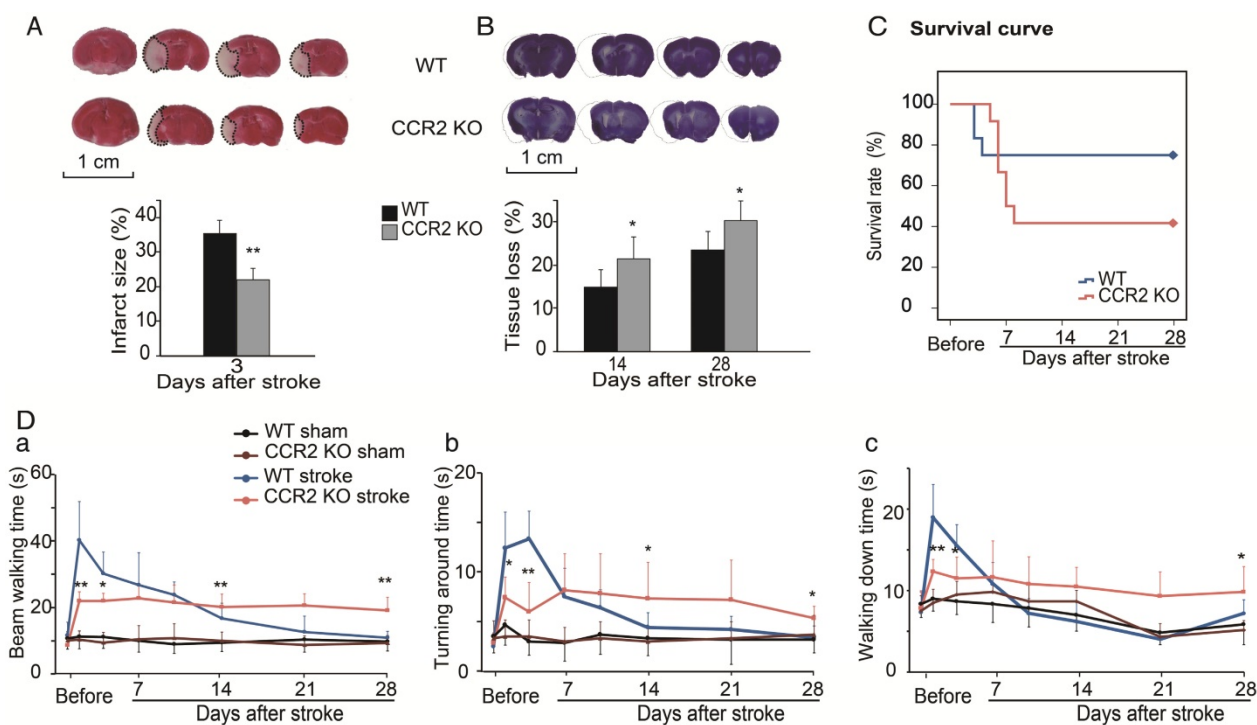 A
B
C Survival curve
WT
CCR2 KO
1 cm
1 cm
WT
CCR2 KO
Infarct size (%)
40
30
20
10
0
**
3
Days after stroke
Tissue loss (%)
30
20
10
0
*
*
14
28
Days after stroke
Survival rate (%)
100
80
60
40
20
0
WT
CCR2 KO
Before
7
14
21
28
Days after stroke
D
a
WT sham
CCR2 KO sham
WT stroke
CCR2 KO stroke
Beam walking time (s)
60
40
20
0
**
*
**
**
Before
7
14
21
28
Days after stroke
b
Turning around time (s)
20
10
0
*
**
*
*
Before
7
14
21
28
Days after stroke
c
Walking down time (s)
20
10
0
**
*
*
Before
7
14
21
28
Days after stroke